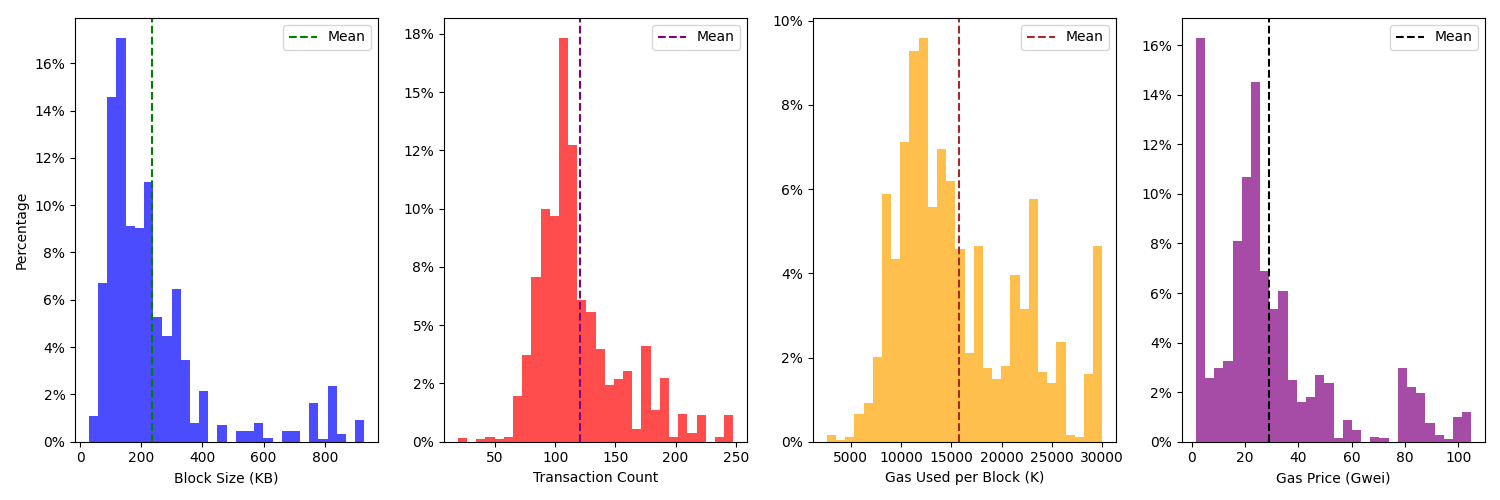 Percentage
16%
14%
12%
10%
8%
6%
4%
2%
0%
0 200 400 600 800
Block Size (KB)
Mean
18%
15%
12%
10%
8%
5%
2%
0%
50 100 150 200 250
Transaction Count
Mean
10%
8%
6%
4%
2%
0%
5000 10000 15000 20000 25000 30000
Gas Used per Block (K)
Mean
16%
14%
12%
10%
8%
6%
4%
2%
0%
0 20 40 60 80 100
Gas Price (Gwei)
Mean